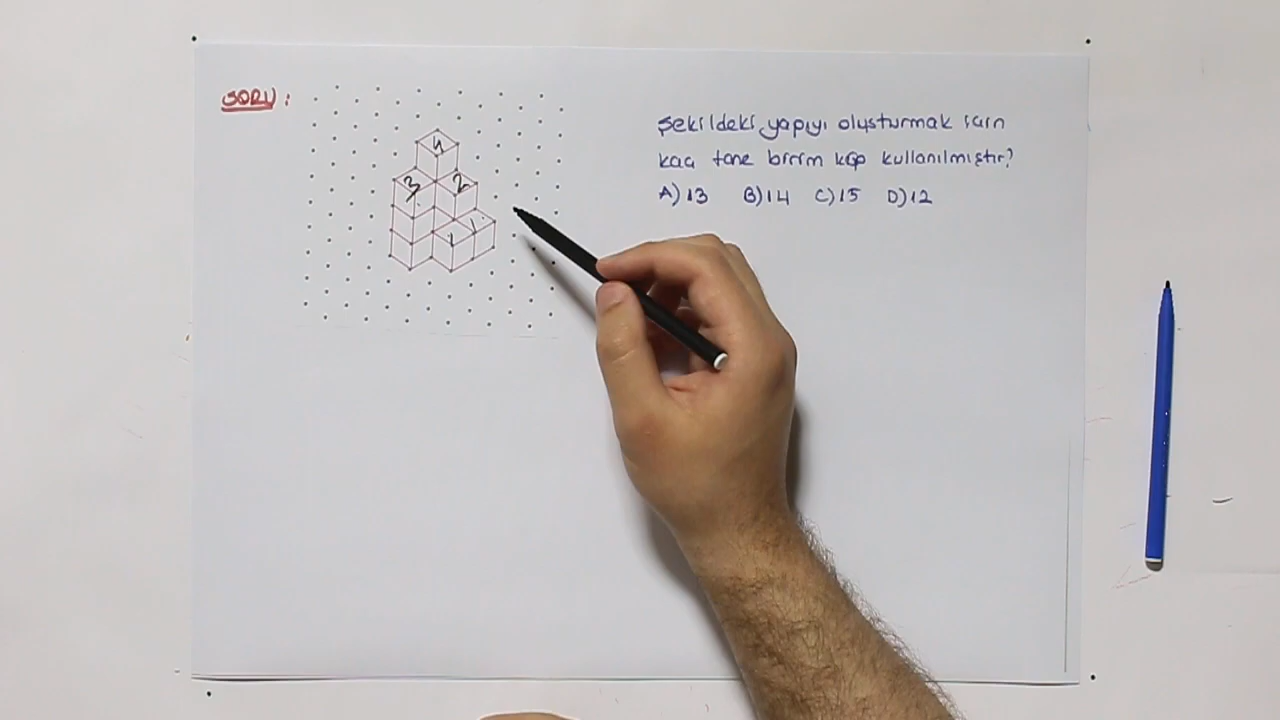 SORU :
Şekildeki yapıyı oluşturmak için
kaç tane birim küp kullanılmıştır?
A) 13 B) 14 C) 15 D) 12
4
3 2
1
1